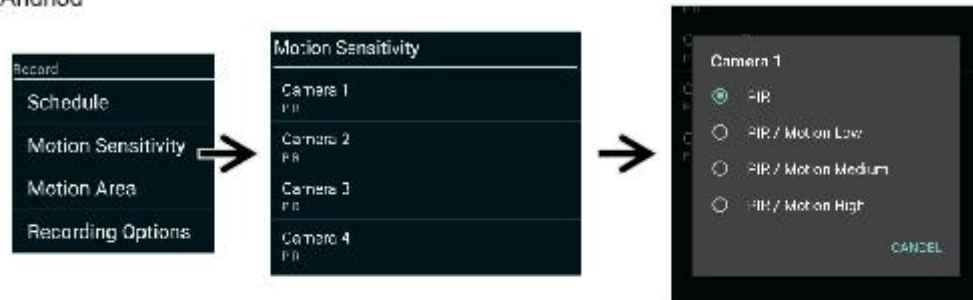 Record
Schedule
Motion Sensitivity
Motion Area
Recording Options
Motion Sensitivity
Camera 1
PIR
Camera 2
PIR
Camera 3
PIR
Camera 4
PIR
Camera 1
PIR
PIR / Motion Low
PIR / Motion Medium
PIR / Motion High
CANCEL